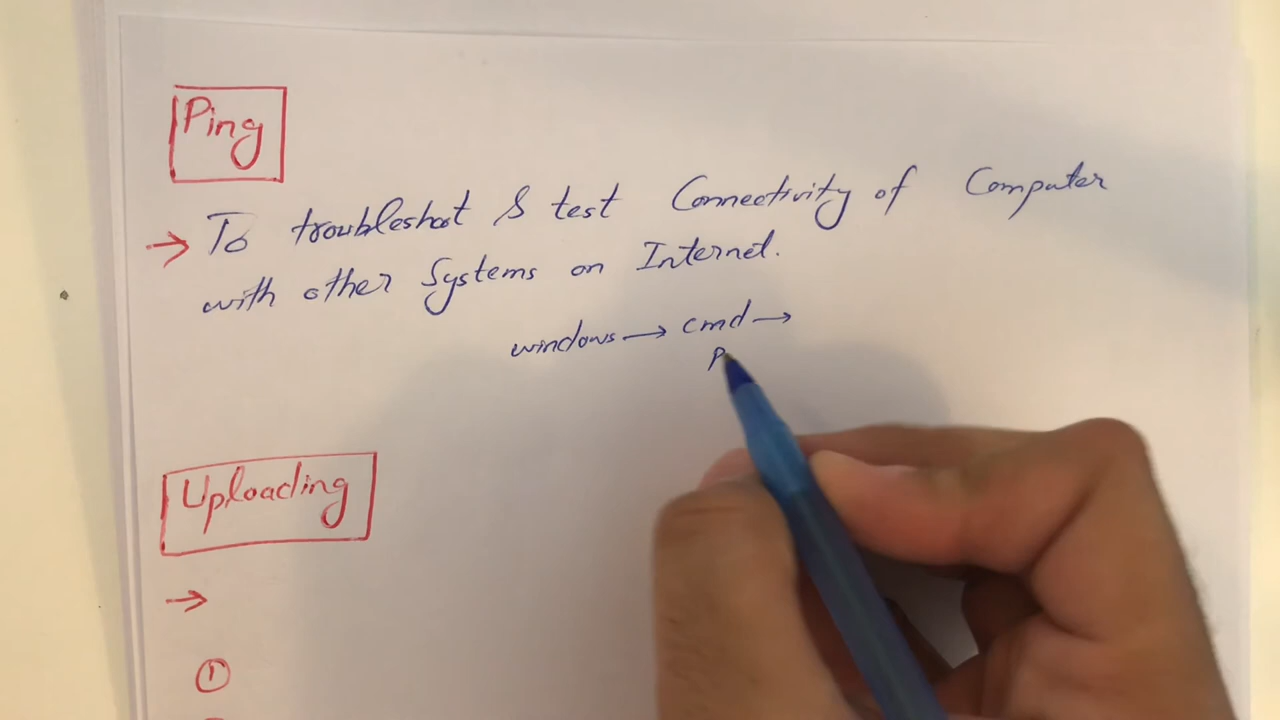 Ping
→ To troubleshoot & test Connectivity of Computer
with other Systems on Internet.
windows → cmd →
P
Uploading
→
①